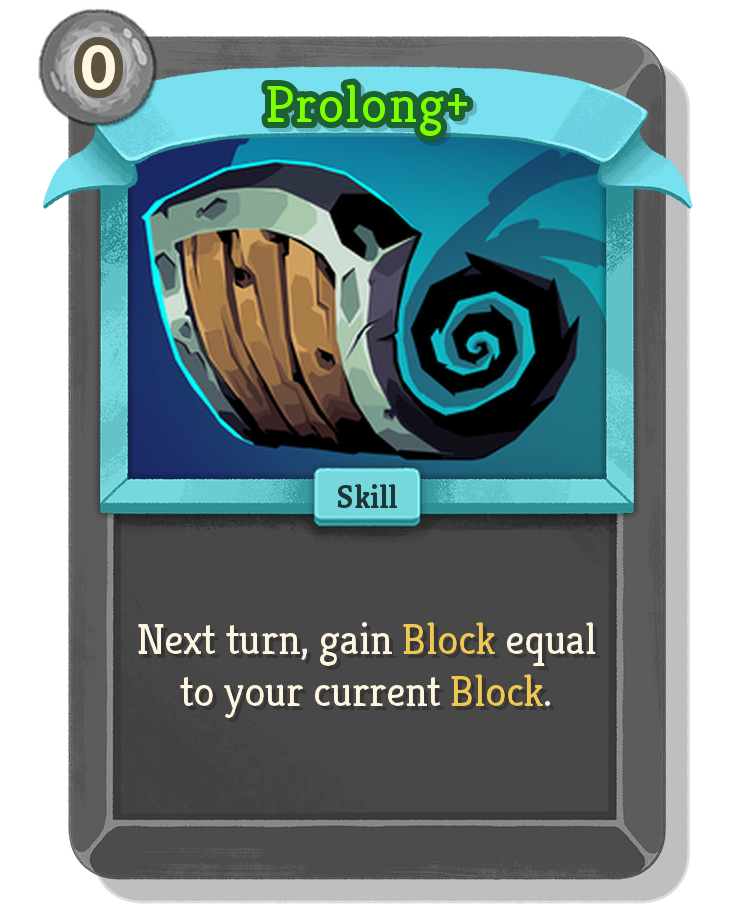 0
Prolong+
Skill
Next turn, gain Block equal
to your current Block.